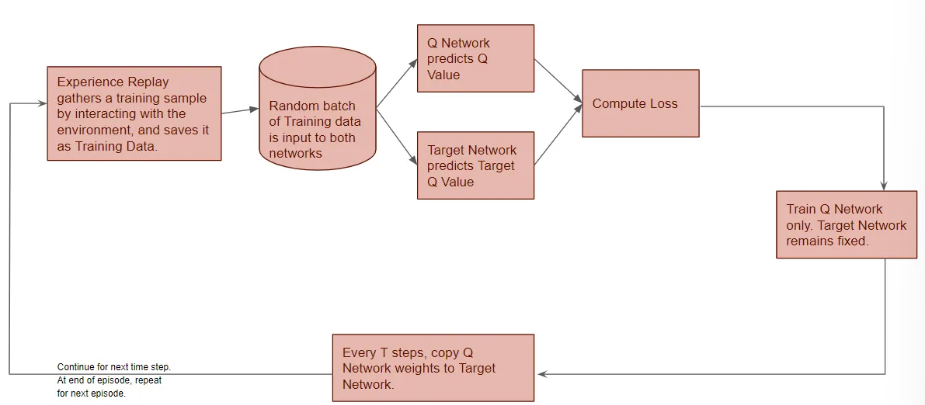 Experience Replay
gathers a training sample
by interacting with the
environment, and saves it
as Training Data.
Random batch
of Training data
is input to both
networks
Q Network
predicts Q
Value
Target Network
predicts Target
Q Value
Compute Loss
Train Q Network
only. Target Network
remains fixed.
Every T steps, copy Q
Network weights to Target
Network.
Continue for next time step.
At end of episode, repeat
for next episode.